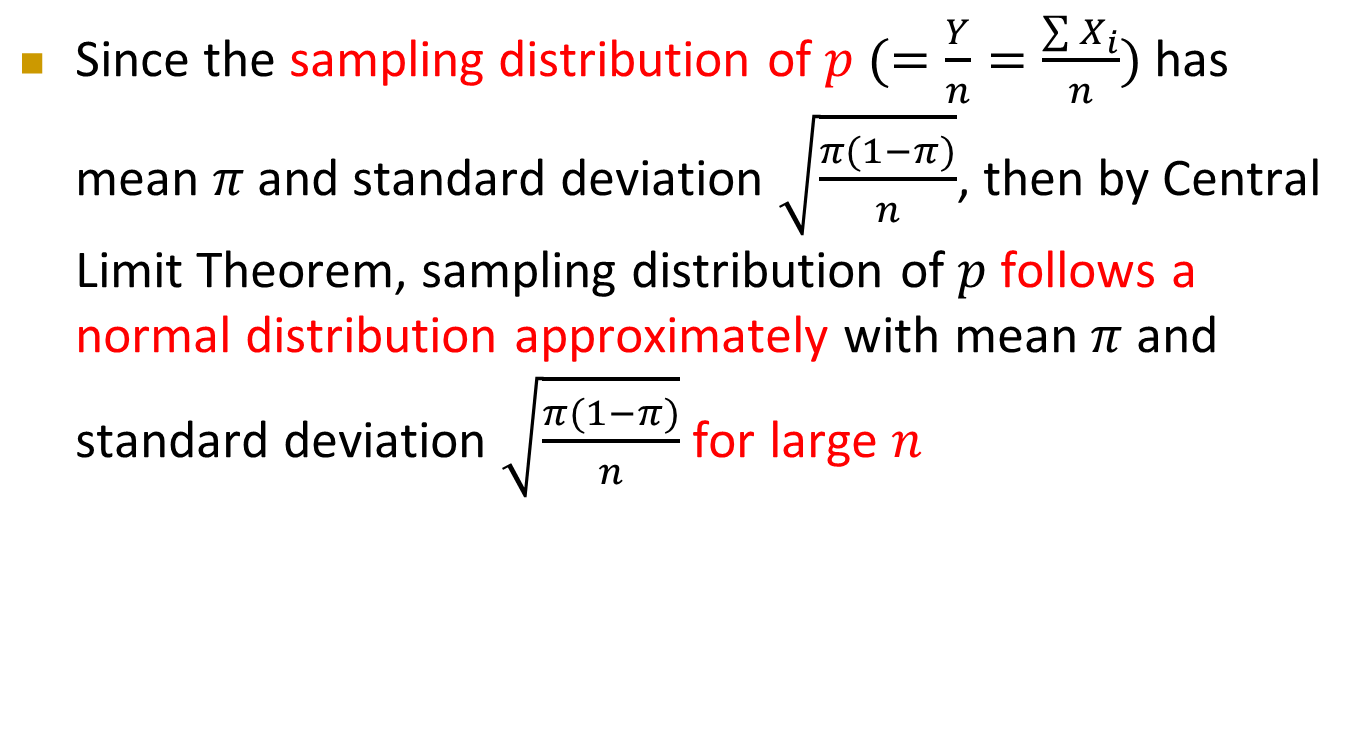 Since the sampling distribution of p (= Y/n = ∑ Xᵢ/n) has
mean π and standard deviation √(π(1−π)/n), then by Central
Limit Theorem, sampling distribution of p follows a
normal distribution approximately with mean π and
standard deviation √(π(1−π)/n) for large n